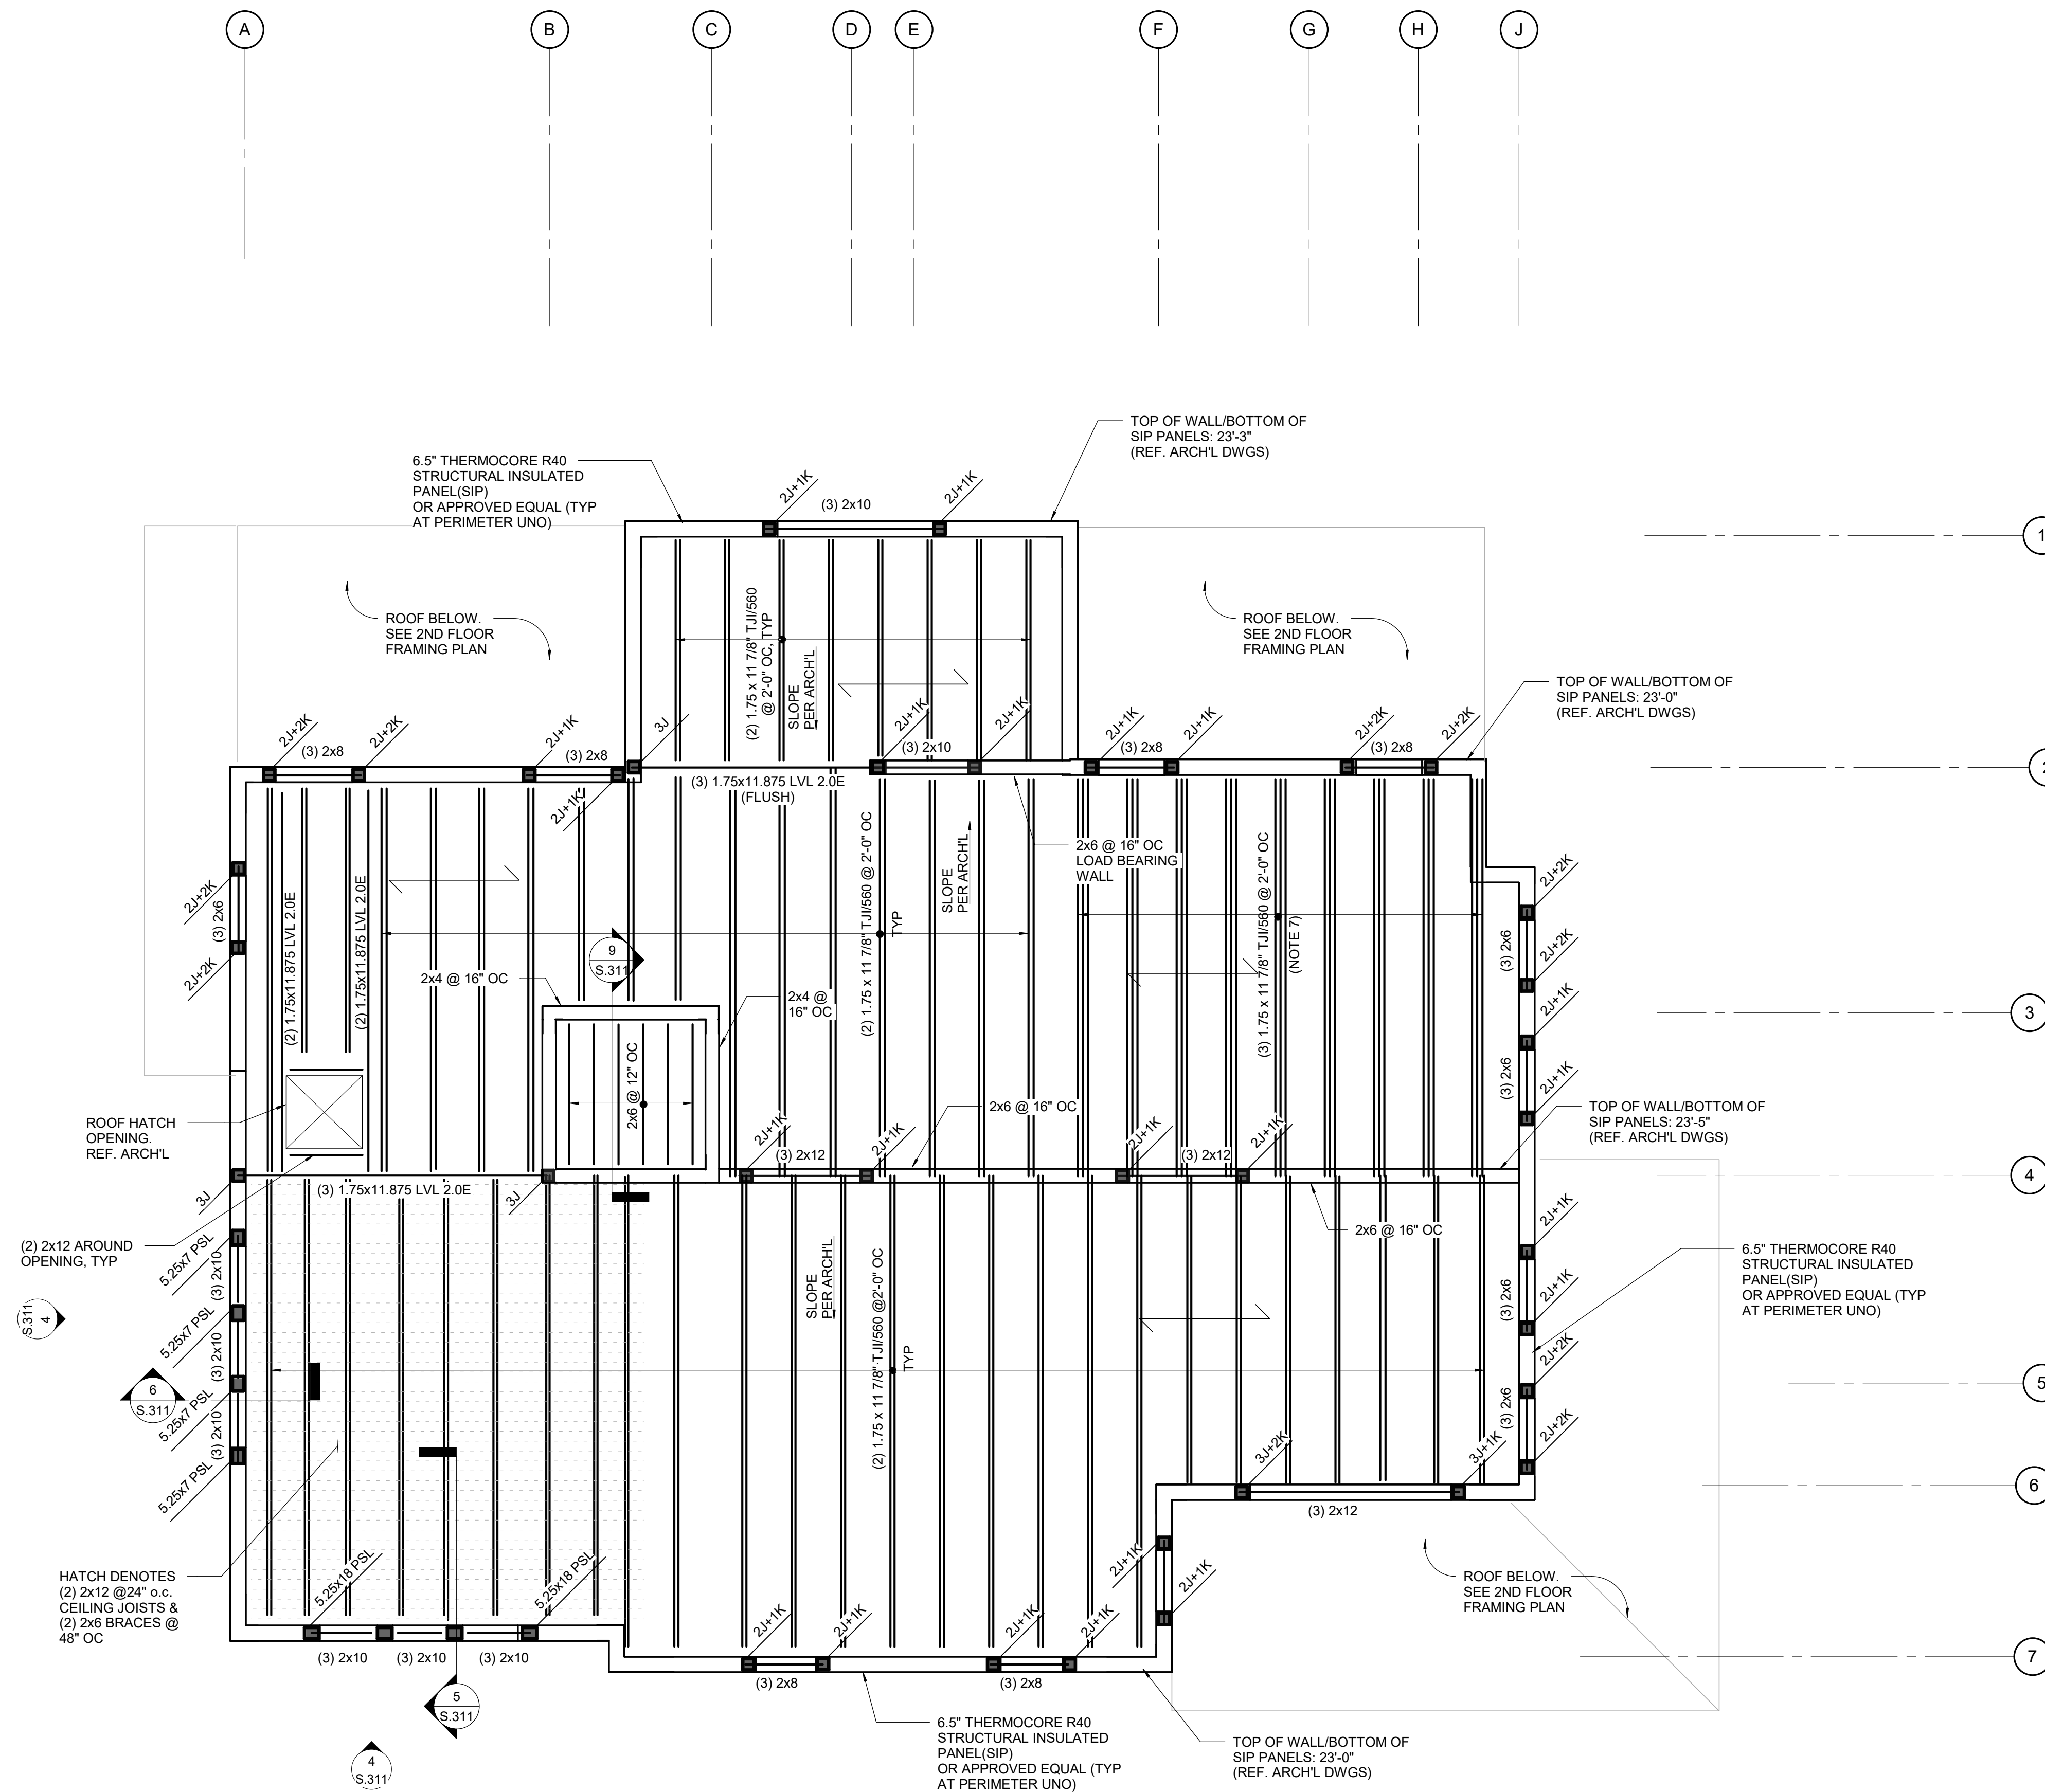 A
B
C
D
E
F
G
H
J
TOP OF WALL/BOTTOM OF
SIP PANELS: 23'-3"
(REF. ARCH'L DWGS)
6.5" THERMOCORE R40
STRUCTURAL INSULATED
PANEL(SIP)
OR APPROVED EQUAL (TYP
AT PERIMETER UNO)
2J+1K
(3) 2x10
2J+1K
1
ROOF BELOW.
SEE 2ND FLOOR
FRAMING PLAN
(2) 1.75 x 11 7/8" TJI/560
@ 2'-0" OC, TYP
SLOPE
PER ARCH'L
ROOF BELOW.
SEE 2ND FLOOR
FRAMING PLAN
TOP OF WALL/BOTTOM OF
SIP PANELS: 23'-0"
(REF. ARCH'L DWGS)
2J+2K
(3) 2x8
2J+2K
2J+1K
(3) 2x8
2J+1K
3J
2J+1K
(3) 2x10
2J+1K
2J+1K
(3) 2x8
2J+1K
2J+2K
(3) 2x8
2J+2K
2
(3) 1.75x11.875 LVL 2.0E
(FLUSH)
2x6 @ 16" OC
LOAD BEARING
WALL
2J+2K
(3) 2x6
2J+2K
(2) 1.75x11.875 LVL 2.0E
(2) 1.75x11.875 LVL 2.0E
(2) 1.75 x 11 7/8" TJI/560 @ 2'-0" OC
TYP
SLOPE
PER ARCH'L
(3) 1.75 x 11 7/8" TJI/560 @ 2'-0" OC
(NOTE 7)
2J+2K
(3) 2x6
2J+2K
2J+1K
(3) 2x6
2J+1K
9
S.311
2x4 @ 16" OC
2x4 @
16" OC
3
2x6 @ 12" OC
2x6 @ 16" OC
ROOF HATCH
OPENING.
REF. ARCH'L
TOP OF WALL/BOTTOM OF
SIP PANELS: 23'-5"
(REF. ARCH'L DWGS)
2J+1K
(3) 2x12
2J+1K
2J+1K
(3) 2x12
2J+1K
4
3J
(3) 1.75x11.875 LVL 2.0E
3J
2x6 @ 16" OC
(2) 2x12 AROUND
OPENING, TYP
5.25x7 PSL
(3) 2x10
5.25x7 PSL
(3) 2x10
5.25x7 PSL
(3) 2x10
5.25x7 PSL
4
S.311
6
S.311
SLOPE
PER ARCH'L
(2) 1.75 x 11 7/8" TJI/560 @2'-0" OC
TYP
2J+1K
(3) 2x6
2J+1K
2J+2K
(3) 2x6
2J+2K
6.5" THERMOCORE R40
STRUCTURAL INSULATED
PANEL(SIP)
OR APPROVED EQUAL (TYP
AT PERIMETER UNO)
5
6
3J+2K
3J+1K
(3) 2x12
HATCH DENOTES
(2) 2x12 @24" o.c.
CEILING JOISTS &
(2) 2x6 BRACES @
48" OC
5.25x18 PSL
5.25x18 PSL
(3) 2x10
(3) 2x10
(3) 2x10
2J+1K
2J+1K
ROOF BELOW.
SEE 2ND FLOOR
FRAMING PLAN
2J+1K
2J+1K
(3) 2x8
2J+1K
2J+1K
(3) 2x8
7
5
S.311
4
S.311
6.5" THERMOCORE R40
STRUCTURAL INSULATED
PANEL(SIP)
OR APPROVED EQUAL (TYP
AT PERIMETER UNO)
TOP OF WALL/BOTTOM OF
SIP PANELS: 23'-0"
(REF. ARCH'L DWGS)